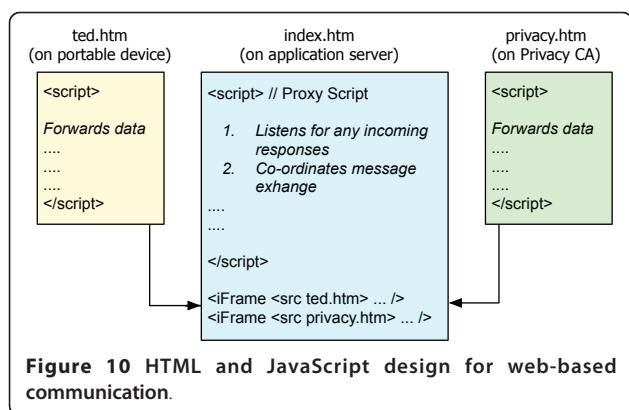 ted.htm
(on portable device)
<script>
Forwards data
....
....
....
</script>
index.htm
(on application server)
<script> // Proxy Script
1. Listens for any incoming
responses
2. Co-ordinates message
exhange
....
....
</script>
<iFrame <src ted.htm> ... />
<iFrame <src privacy.htm> ... />
privacy.htm
(on Privacy CA)
<script>
Forwards data
....
....
....
</script>
Figure 10 HTML and JavaScript design for web-based
communication.